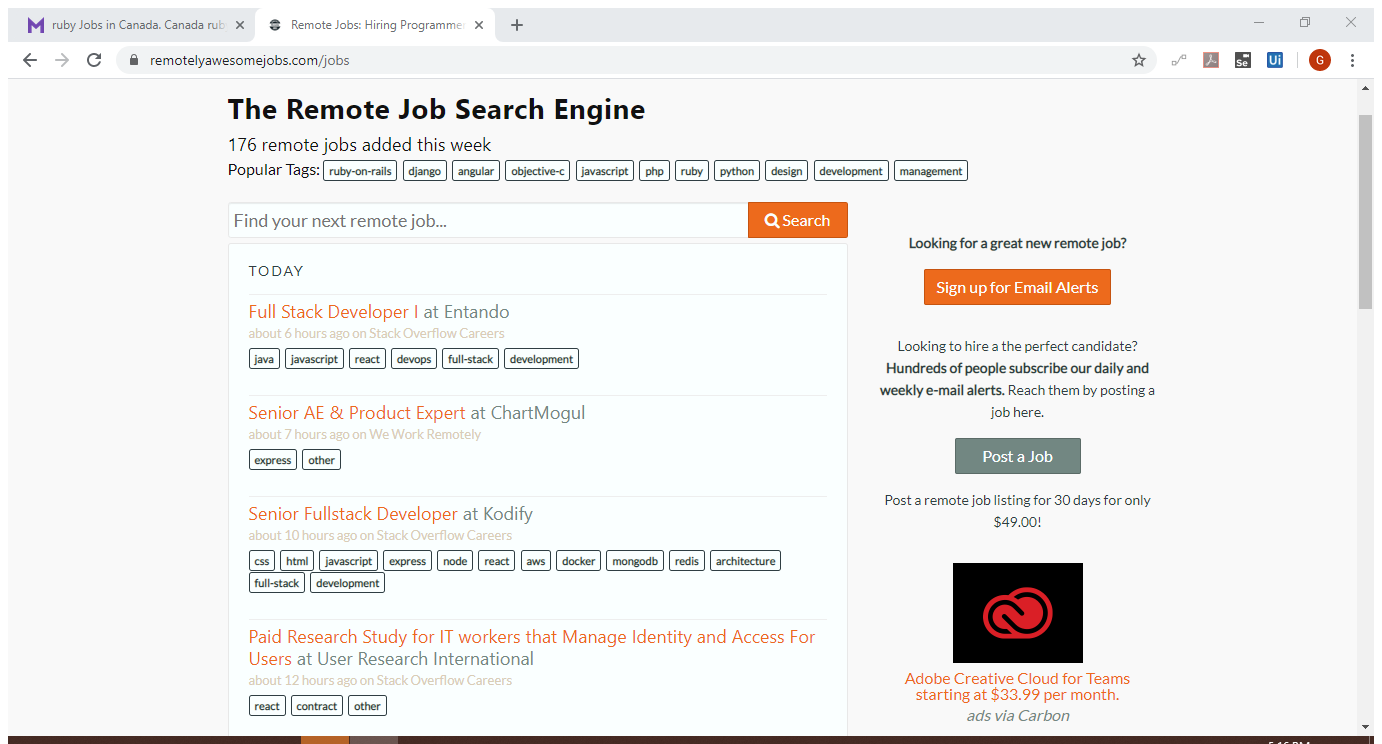 ruby Jobs in Canada. Canada rub
Remote Jobs: Hiring Programmer
remotelyawesomejobs.com/jobs
Se
Ui
G
The Remote Job Search Engine
176 remote jobs added this week
Popular Tags: ruby-on-rails django angular objective-c javascript php ruby python design development management
Find your next remote job...
Search
TODAY
Full Stack Developer I at Entando
about 6 hours ago on Stack Overflow Careers
java javascript react devops full-stack development
Senior AE & Product Expert at ChartMogul
about 7 hours ago on We Work Remotely
express other
Senior Fullstack Developer at Kodify
about 10 hours ago on Stack Overflow Careers
css html javascript express node react aws docker mongodb redis architecture
full-stack development
Paid Research Study for IT workers that Manage Identity and Access For
Users at User Research International
about 12 hours ago on Stack Overflow Careers
react contract other
Looking for a great new remote job?
Sign up for Email Alerts
Looking to hire a the perfect candidate?
Hundreds of people subscribe our daily and
weekly e-mail alerts. Reach them by posting a
job here.
Post a Job
Post a remote job listing for 30 days for only
$49.00!
Adobe Creative Cloud for Teams
starting at $33.99 per month.
ads via Carbon